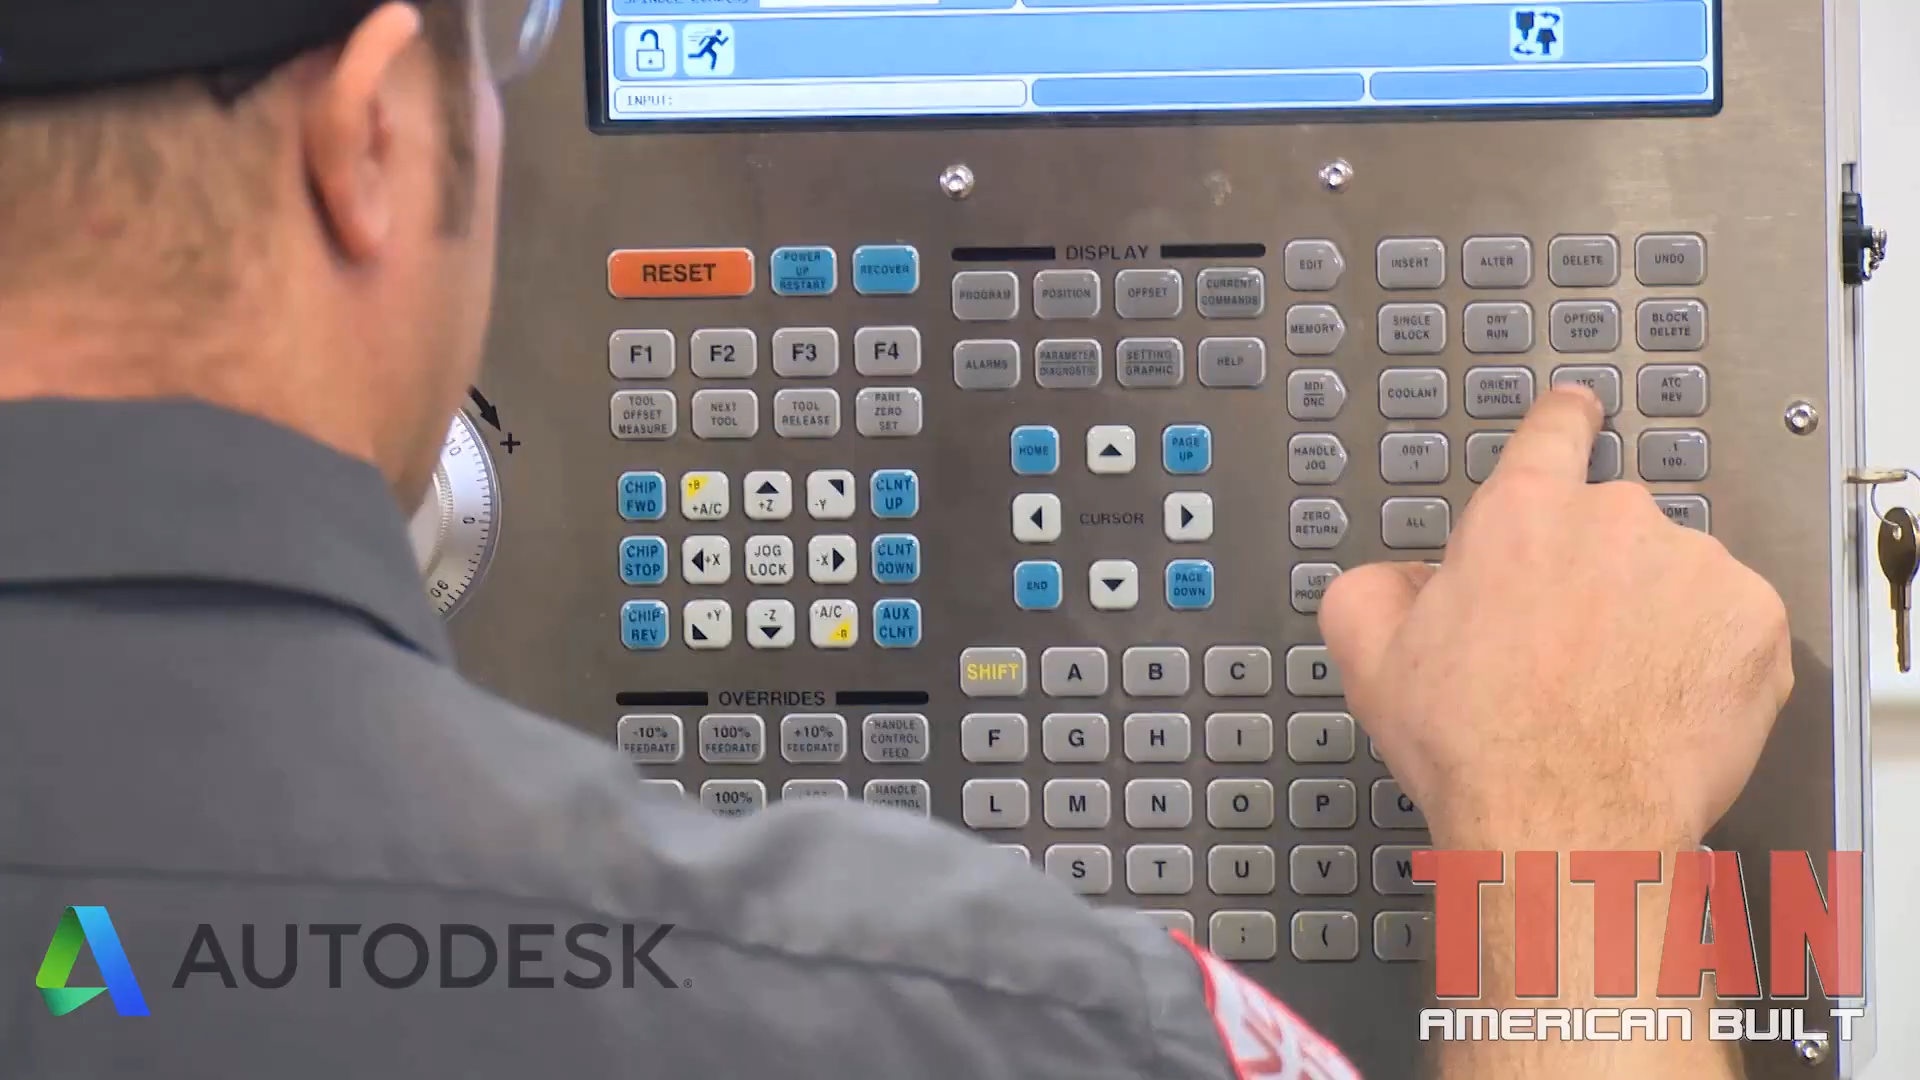 INPUT:
RESET
POWER UP RESTART
RECOVER
F1 F2 F3 F4
TOOL OFFSET MEASURE
NEXT TOOL
TOOL RELEASE
PART ZERO SET
CHIP FWD
+B +A/C
+Z
-Y
CLNT UP
CHIP STOP
+X
JOG LOCK
-X
CLNT DOWN
CHIP REV
+Y
-Z
-A/C -B
AUX CLNT
OVERRIDES
-10% FEEDRATE
100% FEEDRATE
+10% FEEDRATE
HANDLE CONTROL FEED
100%
HANDLE
DISPLAY
PROGRAM
POSITION
OFFSET
CURRENT COMMANDS
ALARMS
PARAMETER DIAGNOSTIC
SETTING GRAPHIC
HELP
HOME
PAGE UP
CURSOR
END
PAGE DOWN
SHIFT A B C D
F G H I J
L M N O P Q
S T U V W
; ( )
EDIT
INSERT
ALTER
DELETE
UNDO
MEMORY
SINGLE BLOCK
DRY RUN
OPTION STOP
BLOCK DELETE
MDI DNC
COOLANT
ORIENT SPINDLE
ATC REV
HANDLE JOG
.0001 .1
.1 100.
ZERO RETURN
ALL
LIST
10
0
90
+
AUTODESK®
TITAN
AMERICAN BUILT